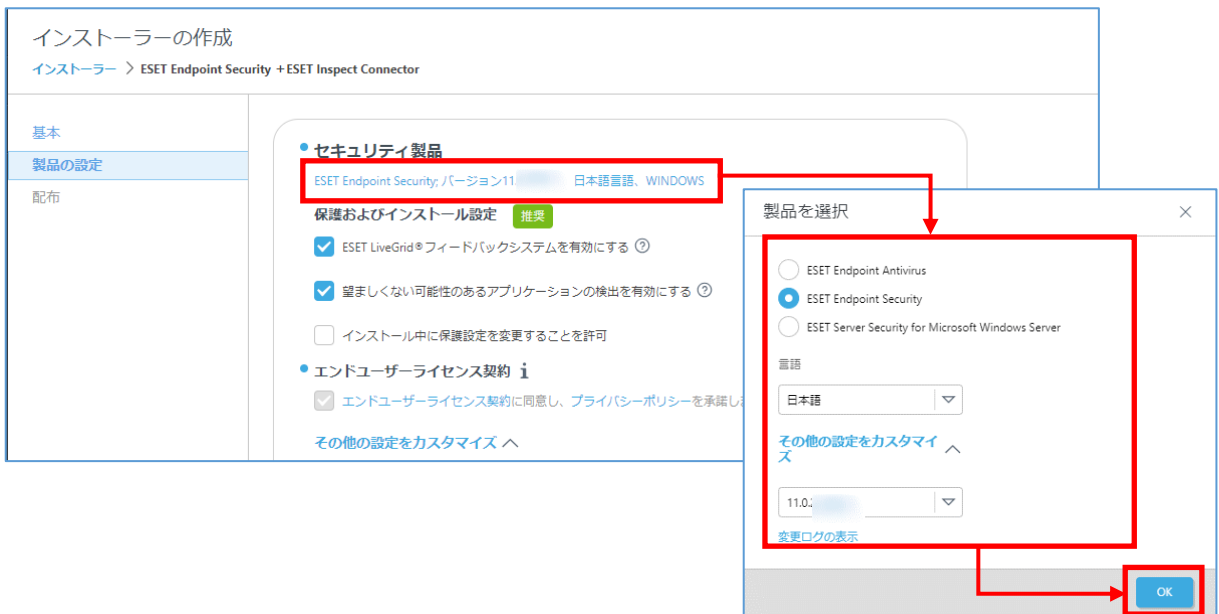 インストーラーの作成
インストーラー > ESET Endpoint Security +ESET Inspect Connector
基本
製品の設定
配布
セキュリティ製品
ESET Endpoint Security; バージョン11 日本語言語、WINDOWS
保護およびインストール設定 推奨
ESET LiveGrid®フィードバックシステムを有効にする ?
望ましくない可能性のあるアプリケーションの検出を有効にする ?
インストール中に保護設定を変更することを許可
エンドユーザーライセンス契約 i
エンドユーザーライセンス契約に同意し、プライバシーポリシーを承諾し
その他の設定をカスタマイズ
製品を選択
ESET Endpoint Antivirus
ESET Endpoint Security
ESET Server Security for Microsoft Windows Server
言語
日本語
その他の設定をカスタマイ
ズ
11.0.
変更ログの表示
OK